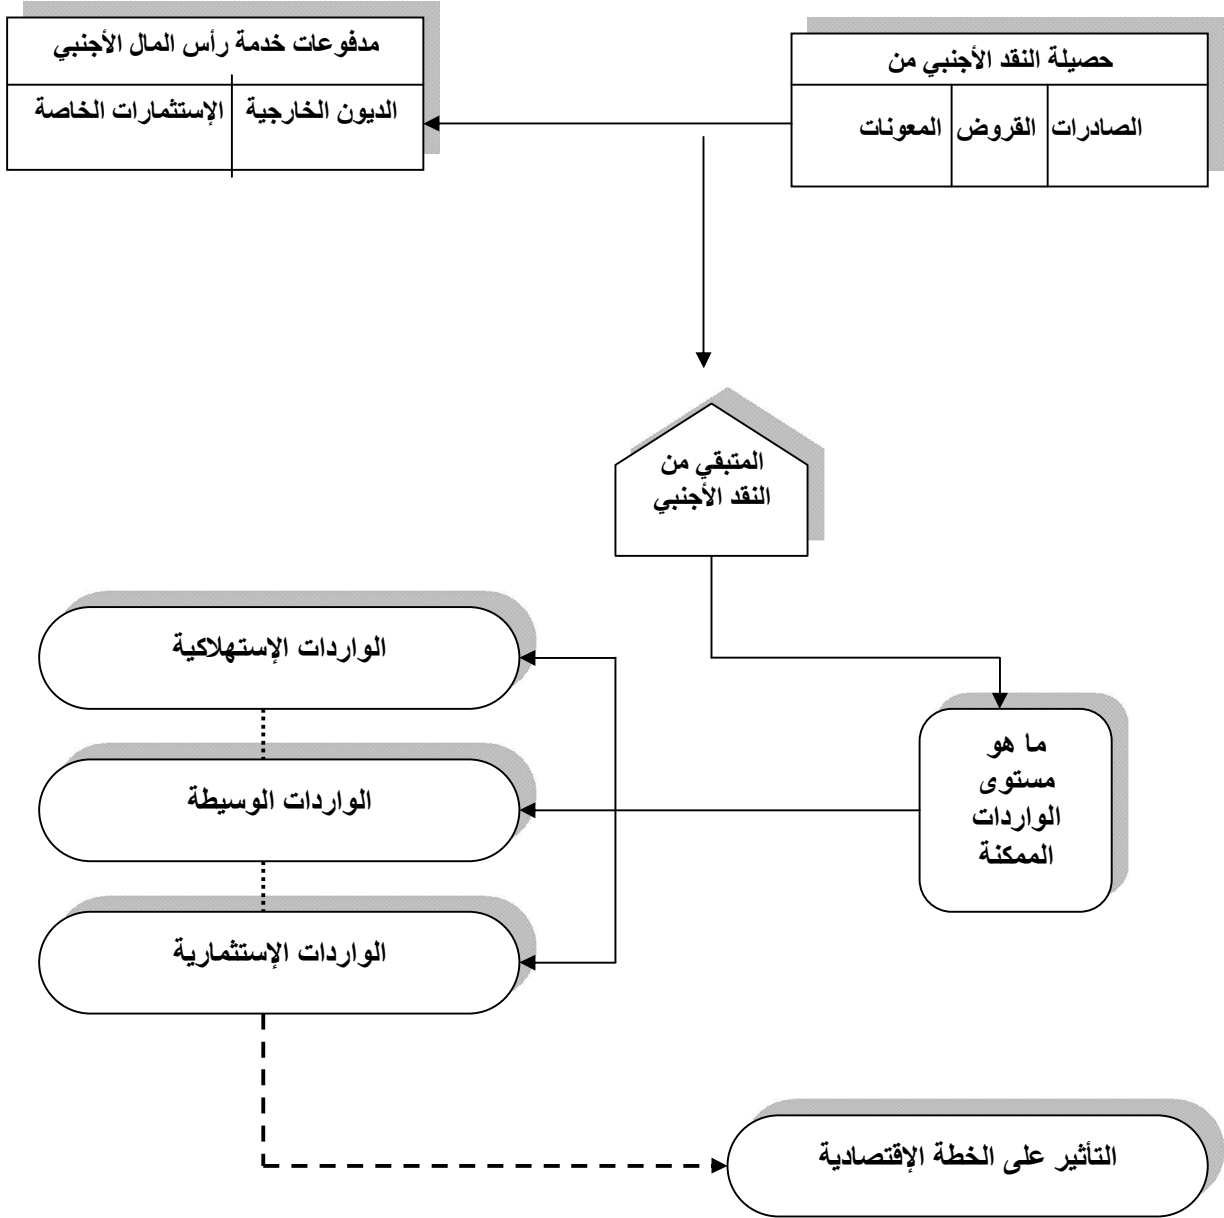 حصيلة النقد الأجنبي من
الصادرات
القروض
المعونات
مدفوعات خدمة رأس المال الأجنبي
الديون الخارجية
الإستثمارات الخاصة
المتبقي من
النقد الأجنبي
ما هو
مستوى
الواردات
الممكنة
الواردات الإستهلاكية
الواردات الوسيطة
الواردات الإستثمارية
التأثير على الخطة الإقتصادية